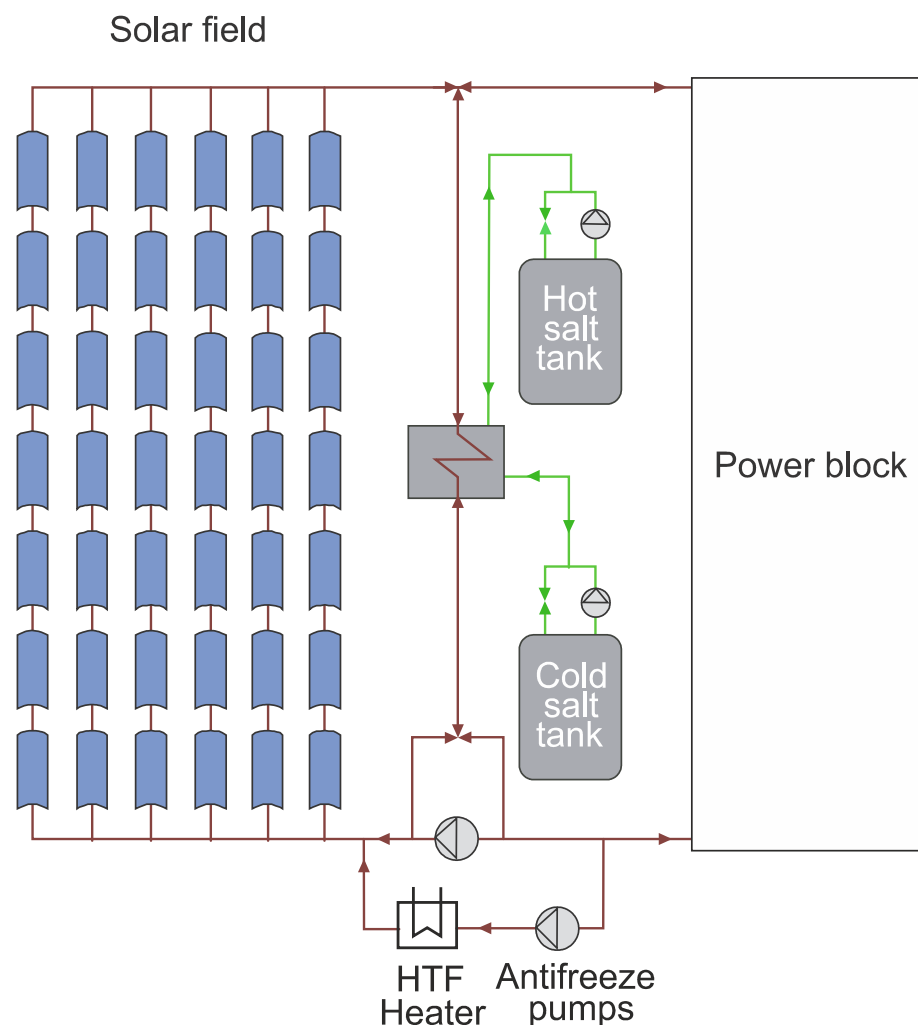 Solar field
Hot
salt
tank
Power block
Cold
salt
tank
HTF
Heater
Antifreeze
pumps